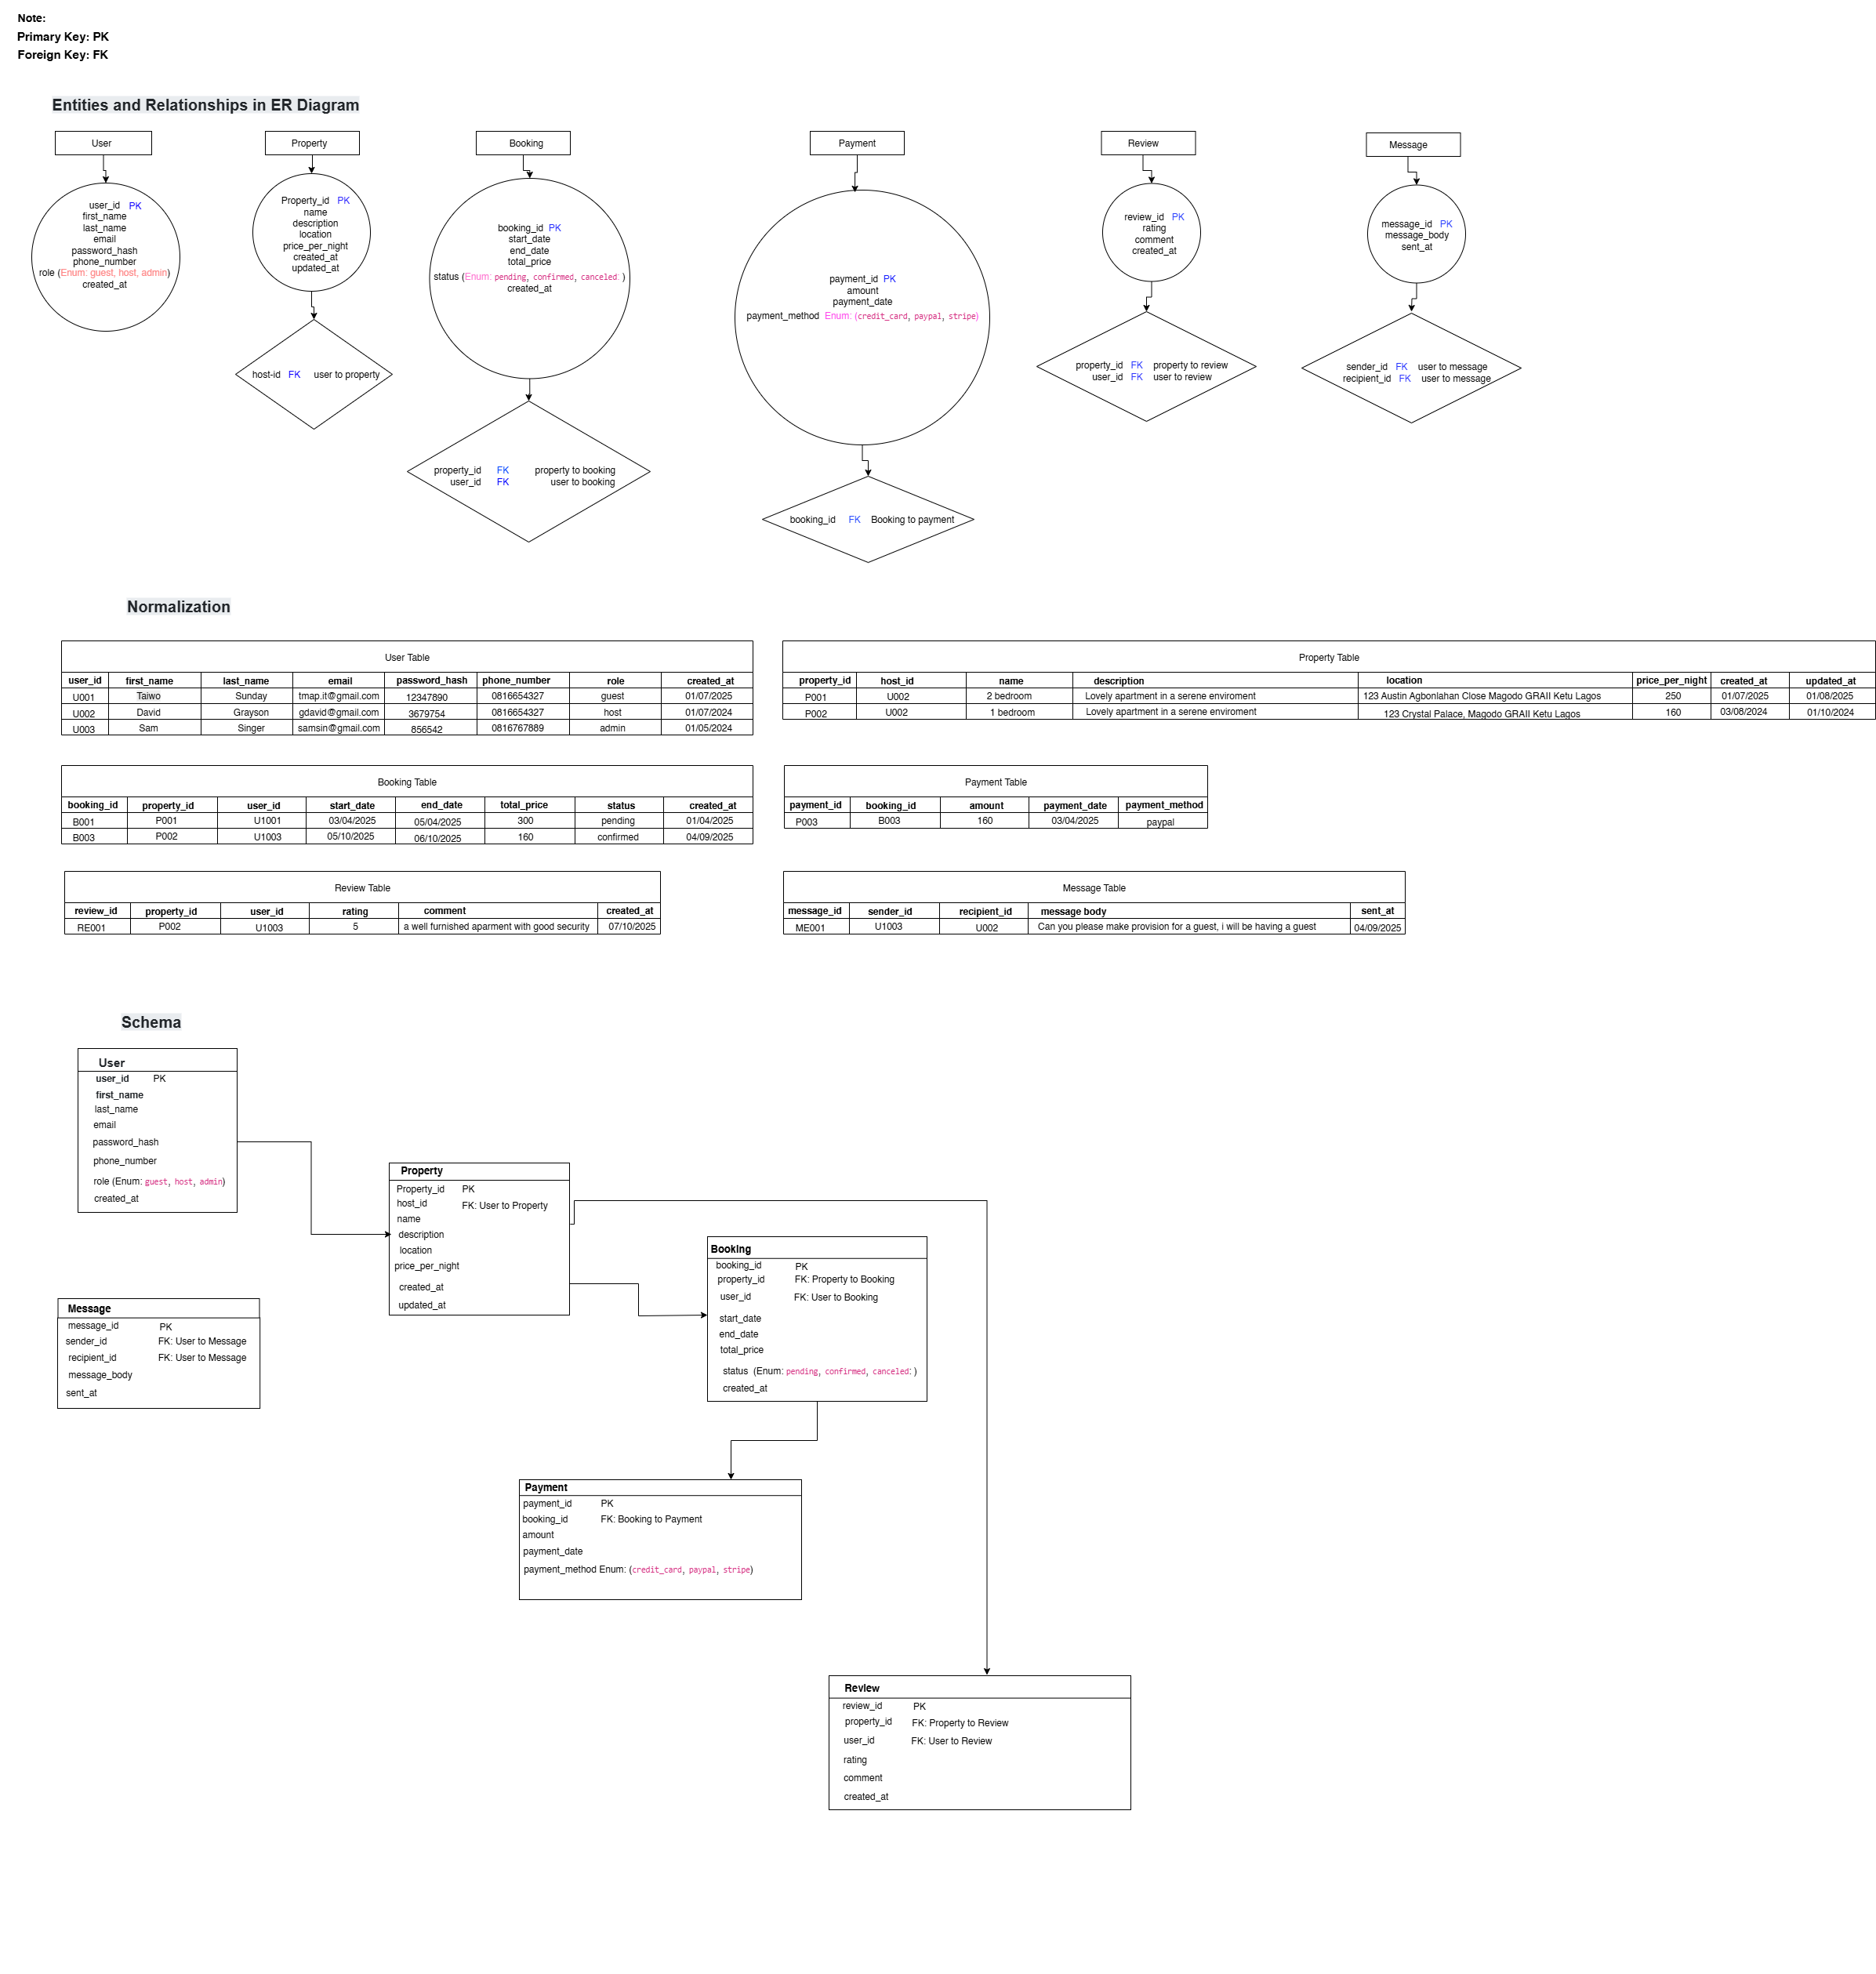 Note:
Primary Key: PK
Foreign Key: FK
Entities and Relationships in ER Diagram
User
Property
Booking
Payment
Review
Message
user_id PK
first_name
last_name
email
password_hash
phone_number
role (Enum: guest, host, admin)
created_at
Property_id PK
name
description
location
price_per_night
created_at
updated_at
host-id FK user to property
booking_id PK
start_date
end_date
total_price
status (Enum: pending, confirmed, canceled: )
created_at
property_id FK property to booking
user_id FK user to booking
payment_id PK
amount
payment_date
payment_method Enum: (credit_card, paypal, stripe)
booking_id FK Booking to payment
review_id PK
rating
comment
created_at
property_id FK property to review
user_id FK user to review
message_id PK
message_body
sent_at
sender_id FK user to message
recipient_id FK user to message
Normalization
User Table
user_id first_name last_name email password_hash phone_number role created_at
U001 Taiwo Sunday tmap.it@gmail.com 12347890 0816654327 guest 01/07/2025
U002 David Grayson gdavid@gmail.com 3679754 0816654327 host 01/07/2024
U003 Sam Singer samsin@gmail.com 856542 0816767889 admin 01/05/2024
Property Table
property_id host_id name description location price_per_night created_at updated_at
P001 U002 2 bedroom Lovely apartment in a serene enviroment 123 Austin Agbonlahan Close Magodo GRAII Ketu Lagos 250 01/07/2025 01/08/2025
P002 U002 1 bedroom Lovely apartment in a serene enviroment 123 Crystal Palace, Magodo GRAII Ketu Lagos 160 03/08/2024 01/10/2024
Booking Table
booking_id property_id user_id start_date end_date total_price status created_at
B001 P001 U1001 03/04/2025 05/04/2025 300 pending 01/04/2025
B003 P002 U1003 05/10/2025 06/10/2025 160 confirmed 04/09/2025
Payment Table
payment_id booking_id amount payment_date payment_method
P003 B003 160 03/04/2025 paypal
Review Table
review_id property_id user_id rating comment created_at
RE001 P002 U1003 5 a well furnished aparment with good security 07/10/2025
Message Table
message_id sender_id recipient_id message body sent_at
ME001 U1003 U002 Can you please make provision for a guest, i will be having a guest 04/09/2025
Schema
User
user_id PK
first_name
last_name
email
password_hash
phone_number
role (Enum: guest, host, admin)
created_at
Property
Property_id PK
host_id FK: User to Property
name
description
location
price_per_night
created_at
updated_at
Booking
booking_id PK
property_id FK: Property to Booking
user_id FK: User to Booking
start_date
end_date
total_price
status (Enum: pending, confirmed, canceled: )
created_at
Message
message_id PK
sender_id FK: User to Message
recipient_id FK: User to Message
message_body
sent_at
Payment
payment_id PK
booking_id FK: Booking to Payment
amount
payment_date
payment_method Enum: (credit_card, paypal, stripe)
Review
review_id PK
property_id FK: Property to Review
user_id FK: User to Review
rating
comment
created_at